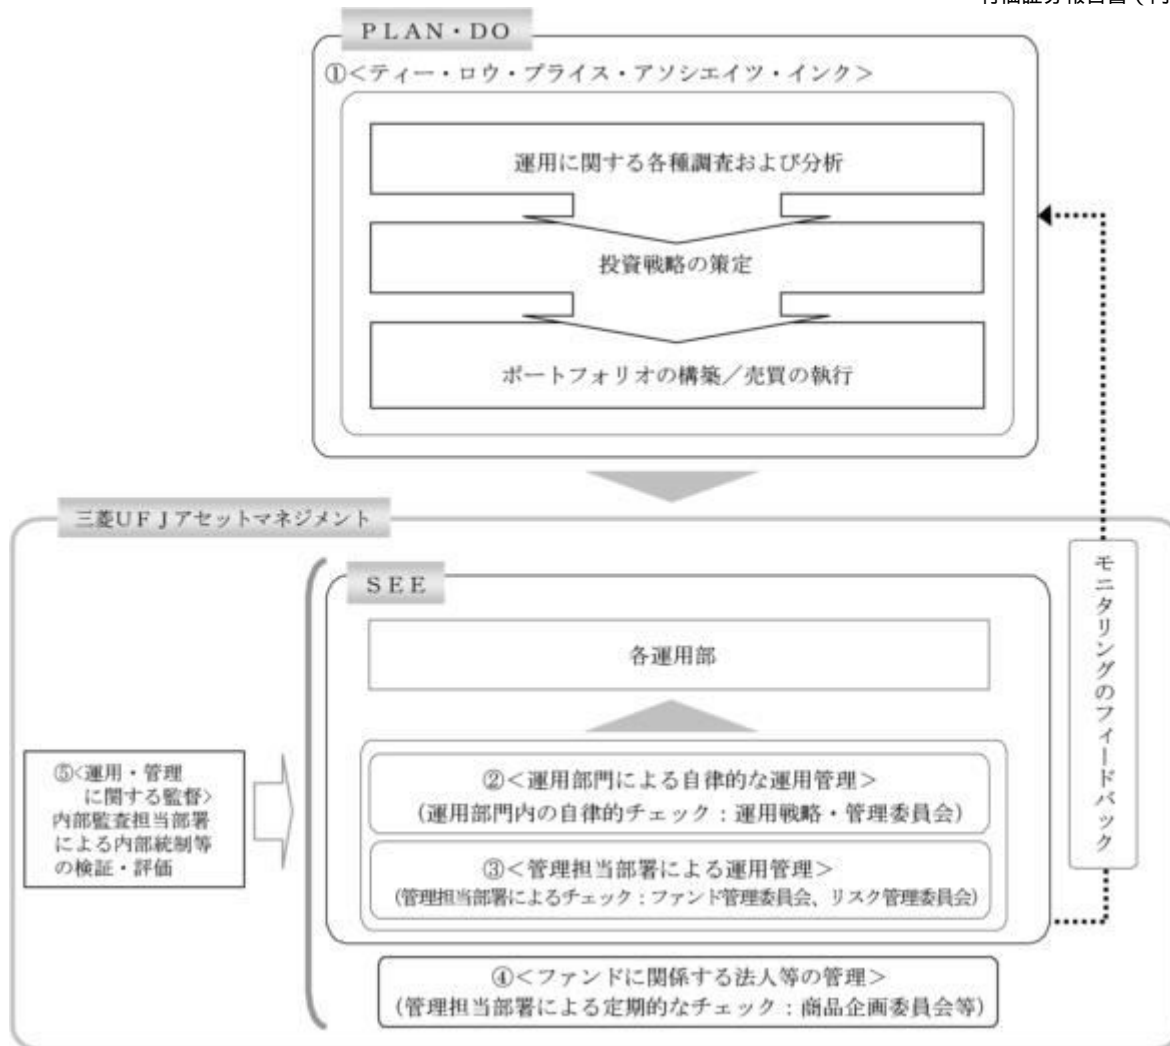 PLAN・DO
①＜ティー・ロウ・プライス・アソシエイツ・インク＞
運用に関する各種調査および分析
投資戦略の策定
ポートフォリオの構築／売買の執行
三菱UFJアセットマネジメント
SEE
各運用部
②＜運用部門による自律的な運用管理＞
(運用部門内の自律的チェック：運用戦略・管理委員会)
③＜管理担当部署による運用管理＞
(管理担当部署によるチェック：ファンド管理委員会、リスク管理委員会)
④＜ファンドに関係する法人等の管理＞
(管理担当部署による定期的なチェック：商品企画委員会等)
⑤＜運用・管理
に関する監督＞
内部監査担当部署
による内部統制等
の検証・評価
モニタリングのフィードバック